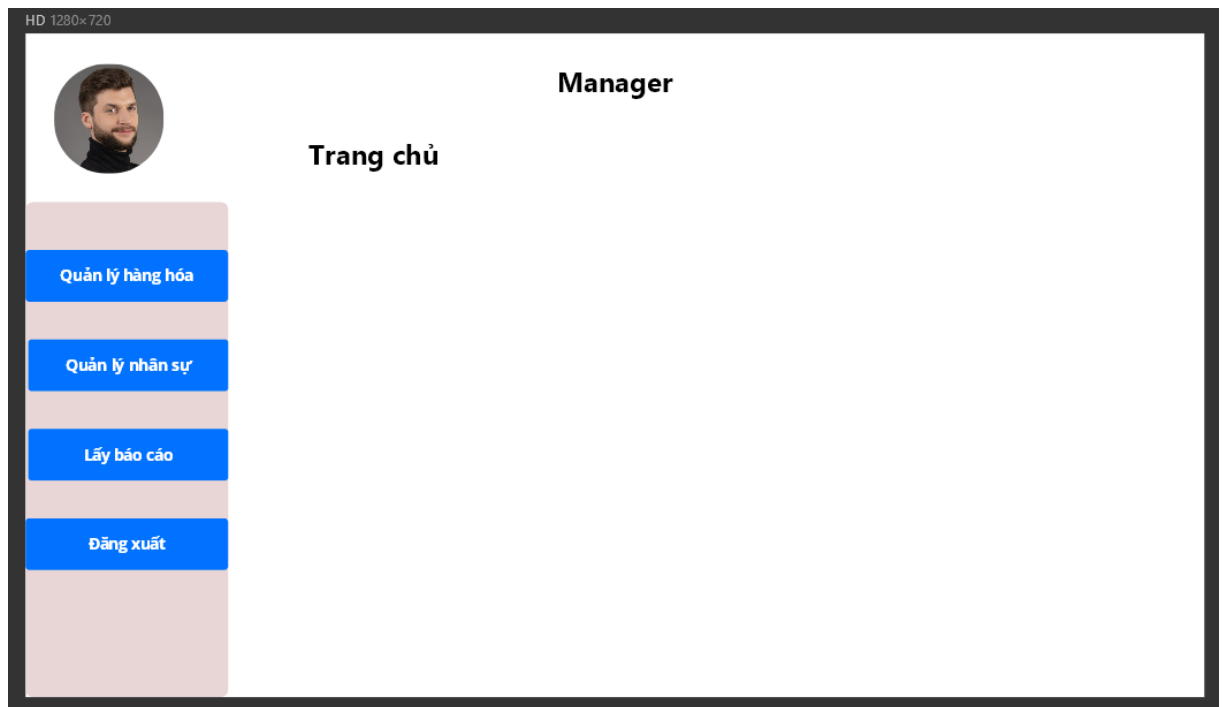 HD 1280×720
Manager
Trang chủ
Quản lý hàng hóa
Quản lý nhân sự
Lấy báo cáo
Đăng xuất